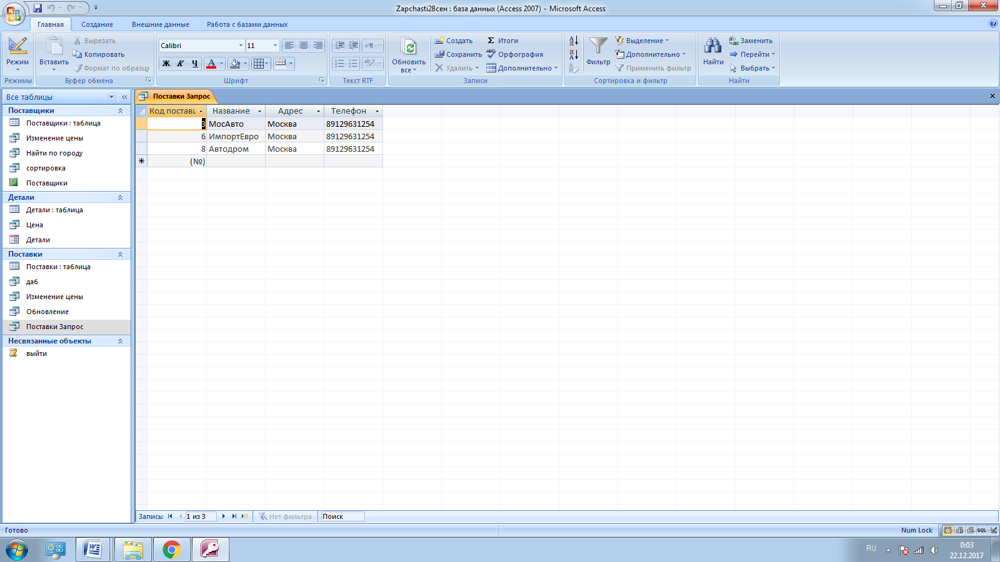 Zapchasti28сен : база данных (Access 2007) - Microsoft Access
Главная Создание Внешние данные Работа с базами данных
Режим
Режимы
Вставить
Вырезать
Копировать
Формат по образцу
Буфер обмена
Calibri 11
Ж К Ч А
Шрифт
Текст RTF
Обновить все
Создать
Сохранить
Удалить
Итоги
Орфография
Дополнительно
Записи
Фильтр
Выделение
Дополнительно
Применить фильтр
Сортировка и фильтр
Найти
Заменить
Перейти
Выбрать
Найти
Все таблицы
Поставщики
Поставщики : таблица
Изменение цены
Найти по городу
сортировка
Поставщики
Детали
Детали : таблица
Цена
Детали
Поставки
Поставки : таблица
даб
Изменение цены
Обновление
Поставки Запрос
Несвязанные объекты
выйти
Поставки Запрос
Код поставщ Название Адрес Телефон
3 МосАвто Москва 89129631254
6 ИмпортЕвро Москва 89129631254
8 Автодром Москва 89129631254
(№)
Запись: 1 из 3 Нет фильтра Поиск
Готово
Num Lock
SQL
RU
0:03
22.12.2017